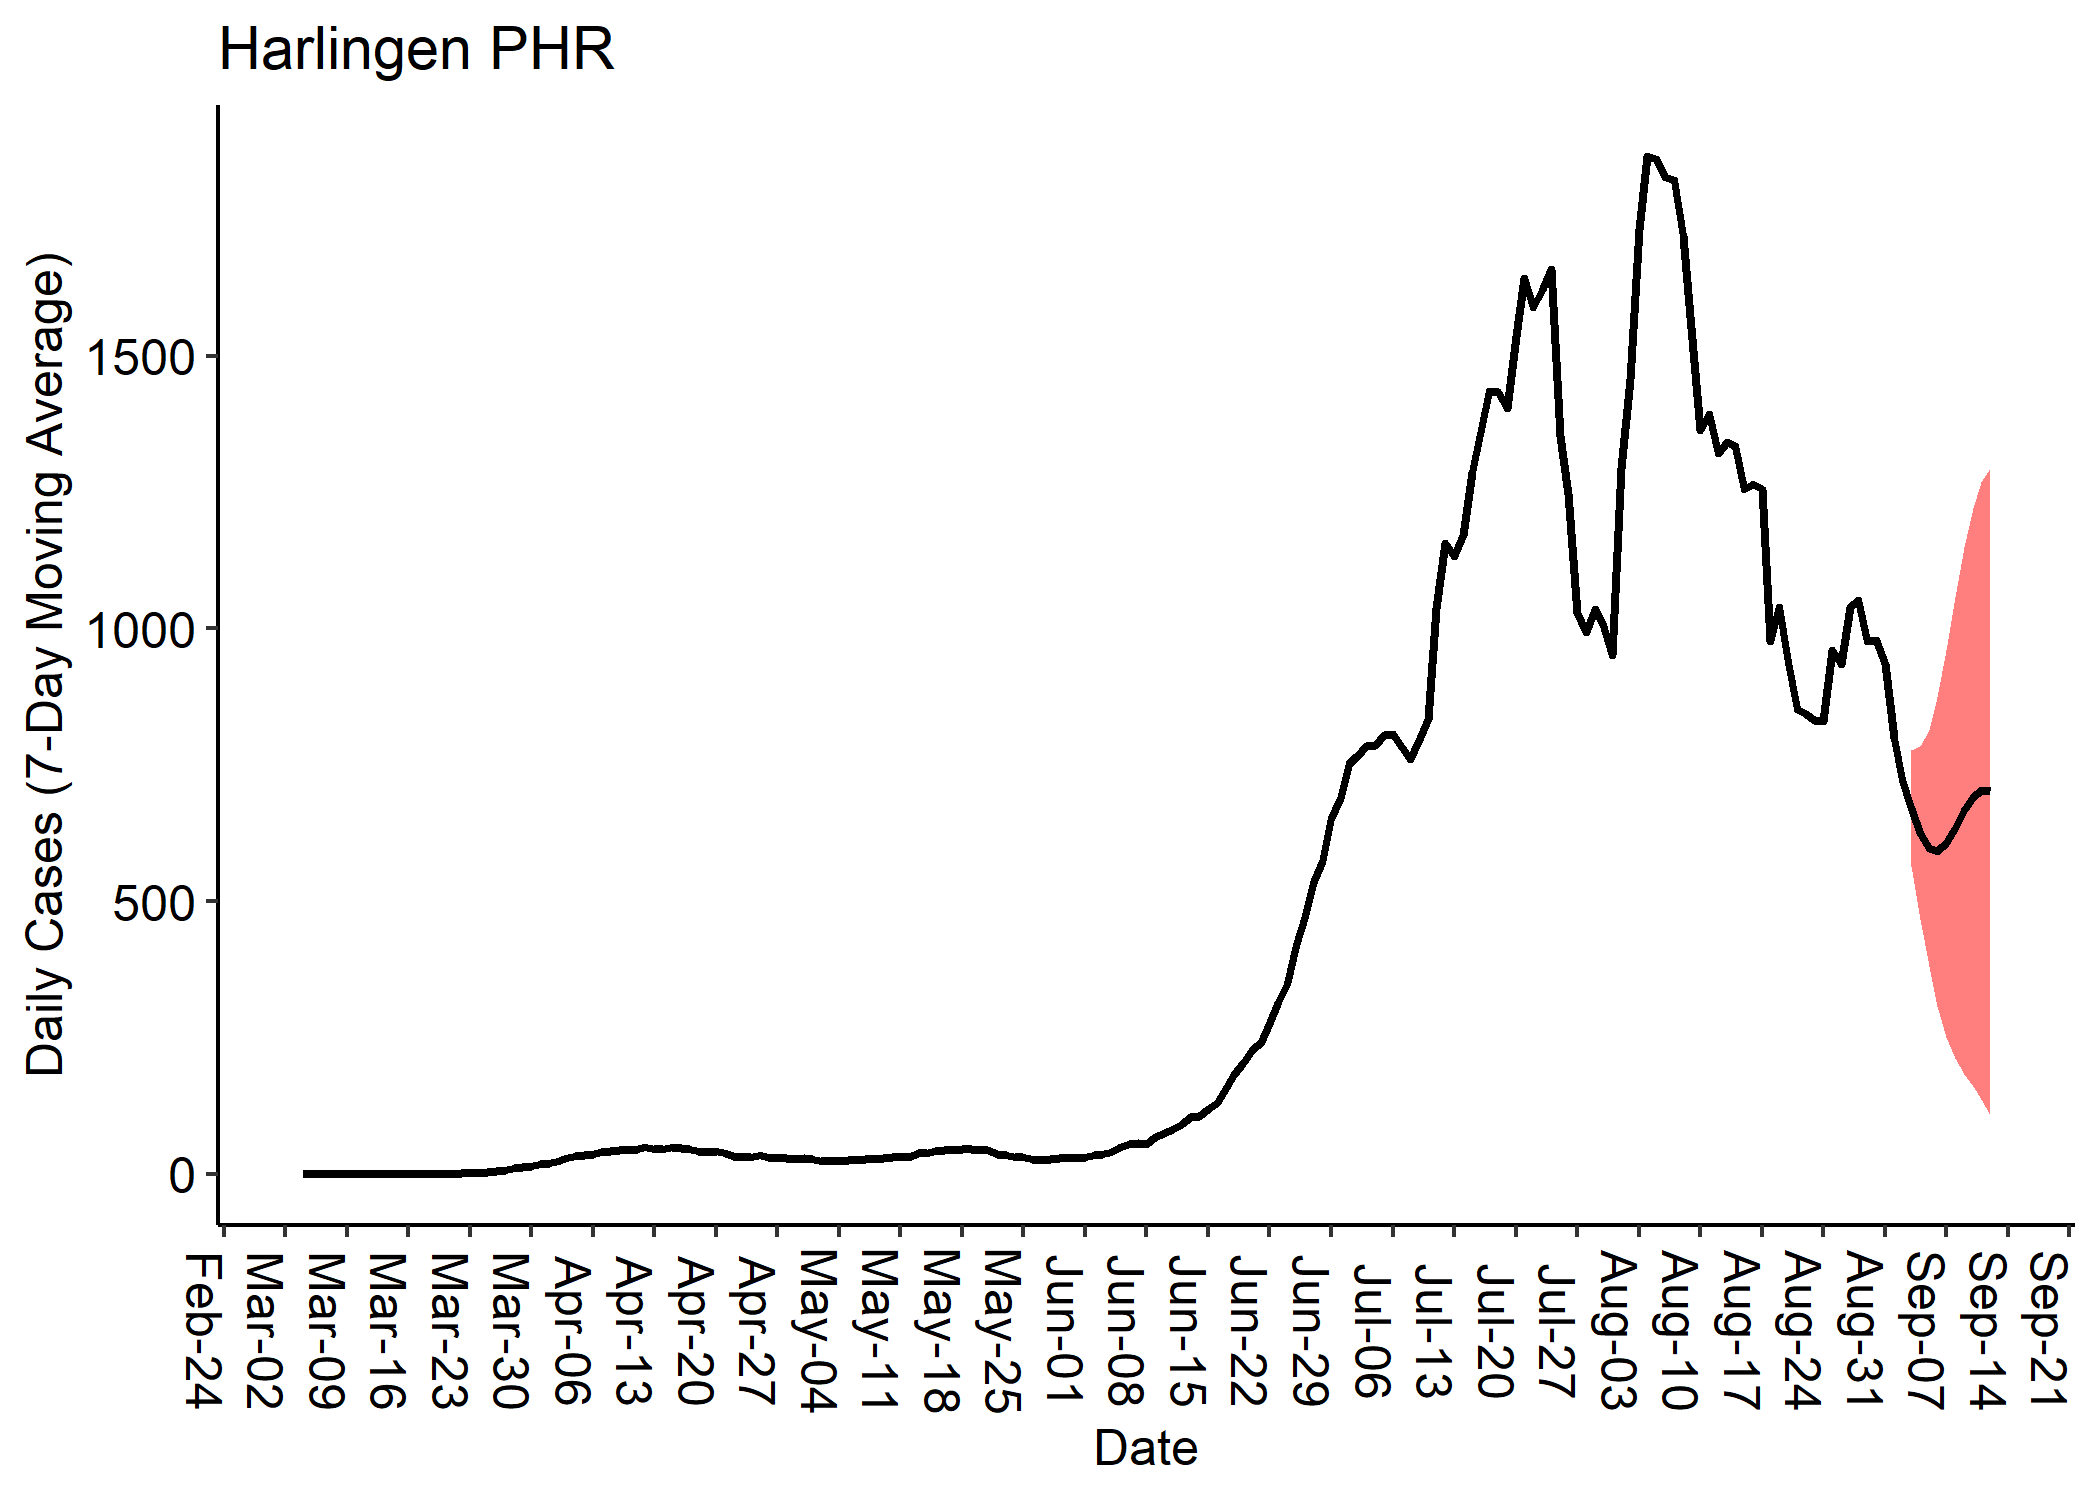 Harlingen PHR
Daily Cases (7-Day Moving Average)
1500
1000
500
0
Feb-24
Mar-02
Mar-09
Mar-16
Mar-23
Mar-30
Apr-06
Apr-13
Apr-20
Apr-27
May-04
May-11
May-18
May-25
Jun-01
Jun-08
Jun-15
Jun-22
Jun-29
Jul-06
Jul-13
Jul-20
Jul-27
Aug-03
Aug-10
Aug-17
Aug-24
Aug-31
Sep-07
Sep-14
Sep-21
Date